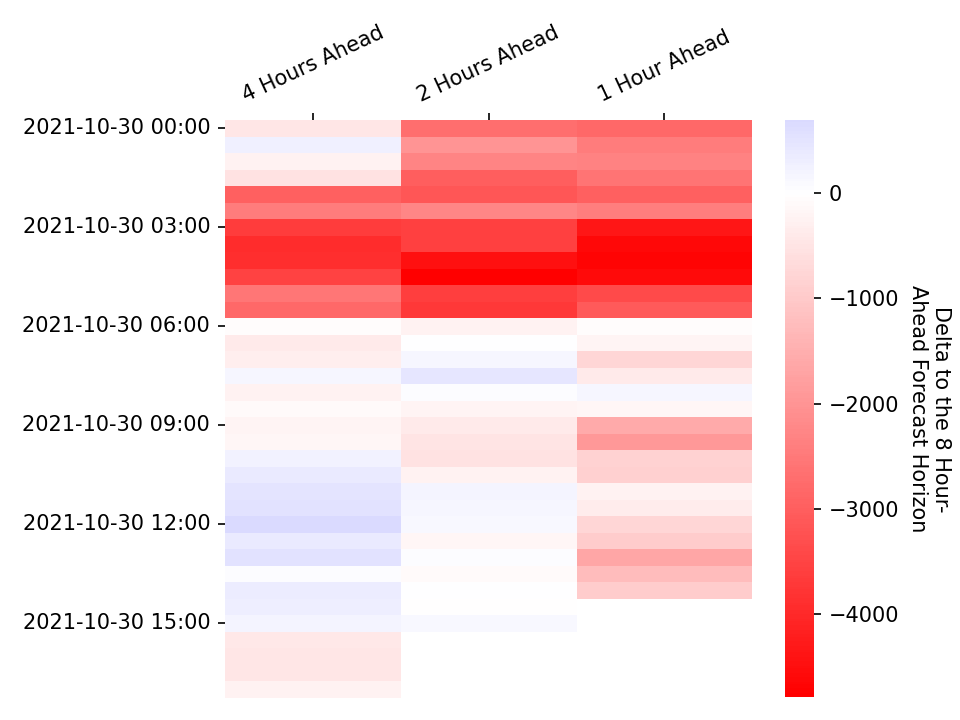 4 Hours Ahead
2 Hours Ahead
1 Hour Ahead
2021-10-30 00:00
2021-10-30 03:00
2021-10-30 06:00
2021-10-30 09:00
2021-10-30 12:00
2021-10-30 15:00
0
−1000
−2000
−3000
−4000
Delta to the 8 Hour-
Ahead Forecast Horizon